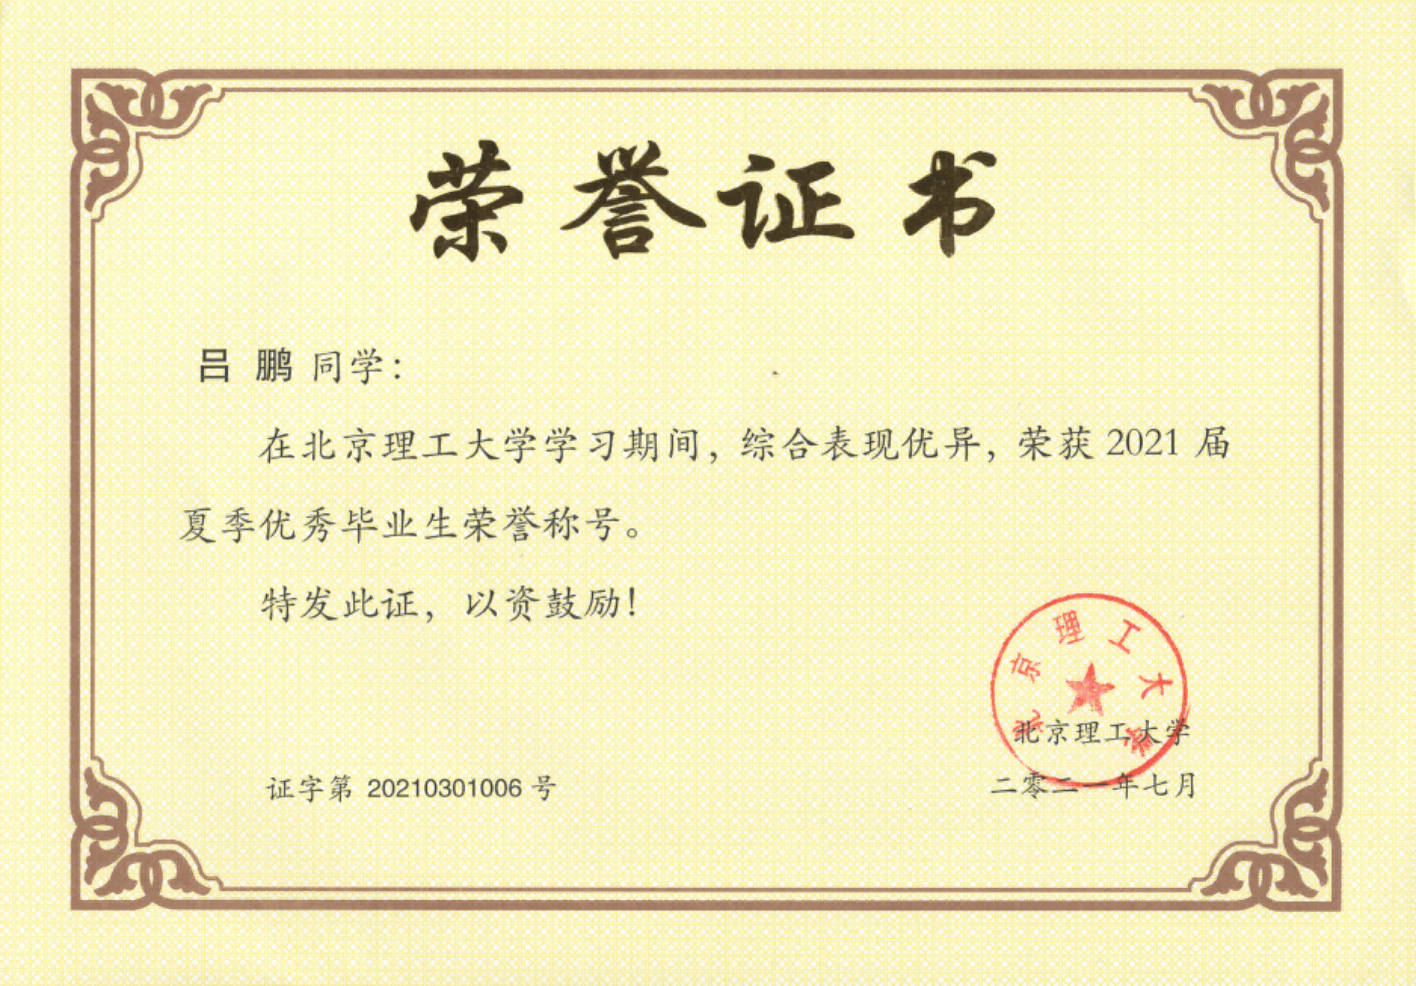 荣誉证书
吕 鹏 同学：
在北京理工大学学习期间，综合表现优异，荣获 2021 届
夏季优秀毕业生荣誉称号。
特发此证，以资鼓励！
北京理工大学
北京理工大学
证字第 20210301006 号
二零二一年七月